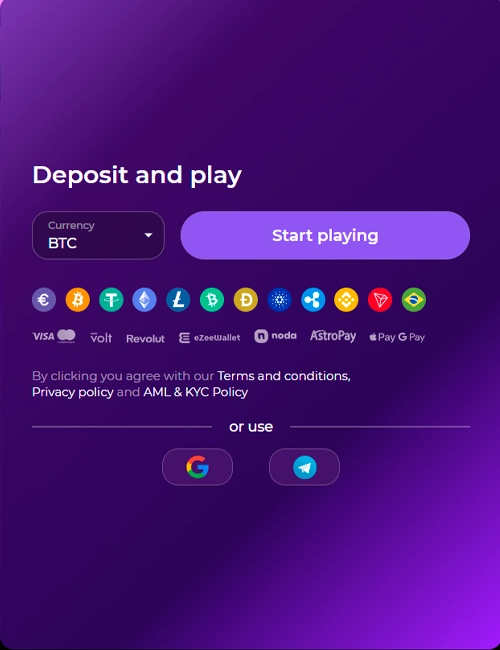 Deposit and play
Currency
BTC
Start playing
VISA volt Revolut eZeeWallet noda AstroPay Pay G Pay
By clicking you agree with our Terms and conditions,
Privacy policy and AML & KYC Policy
or use